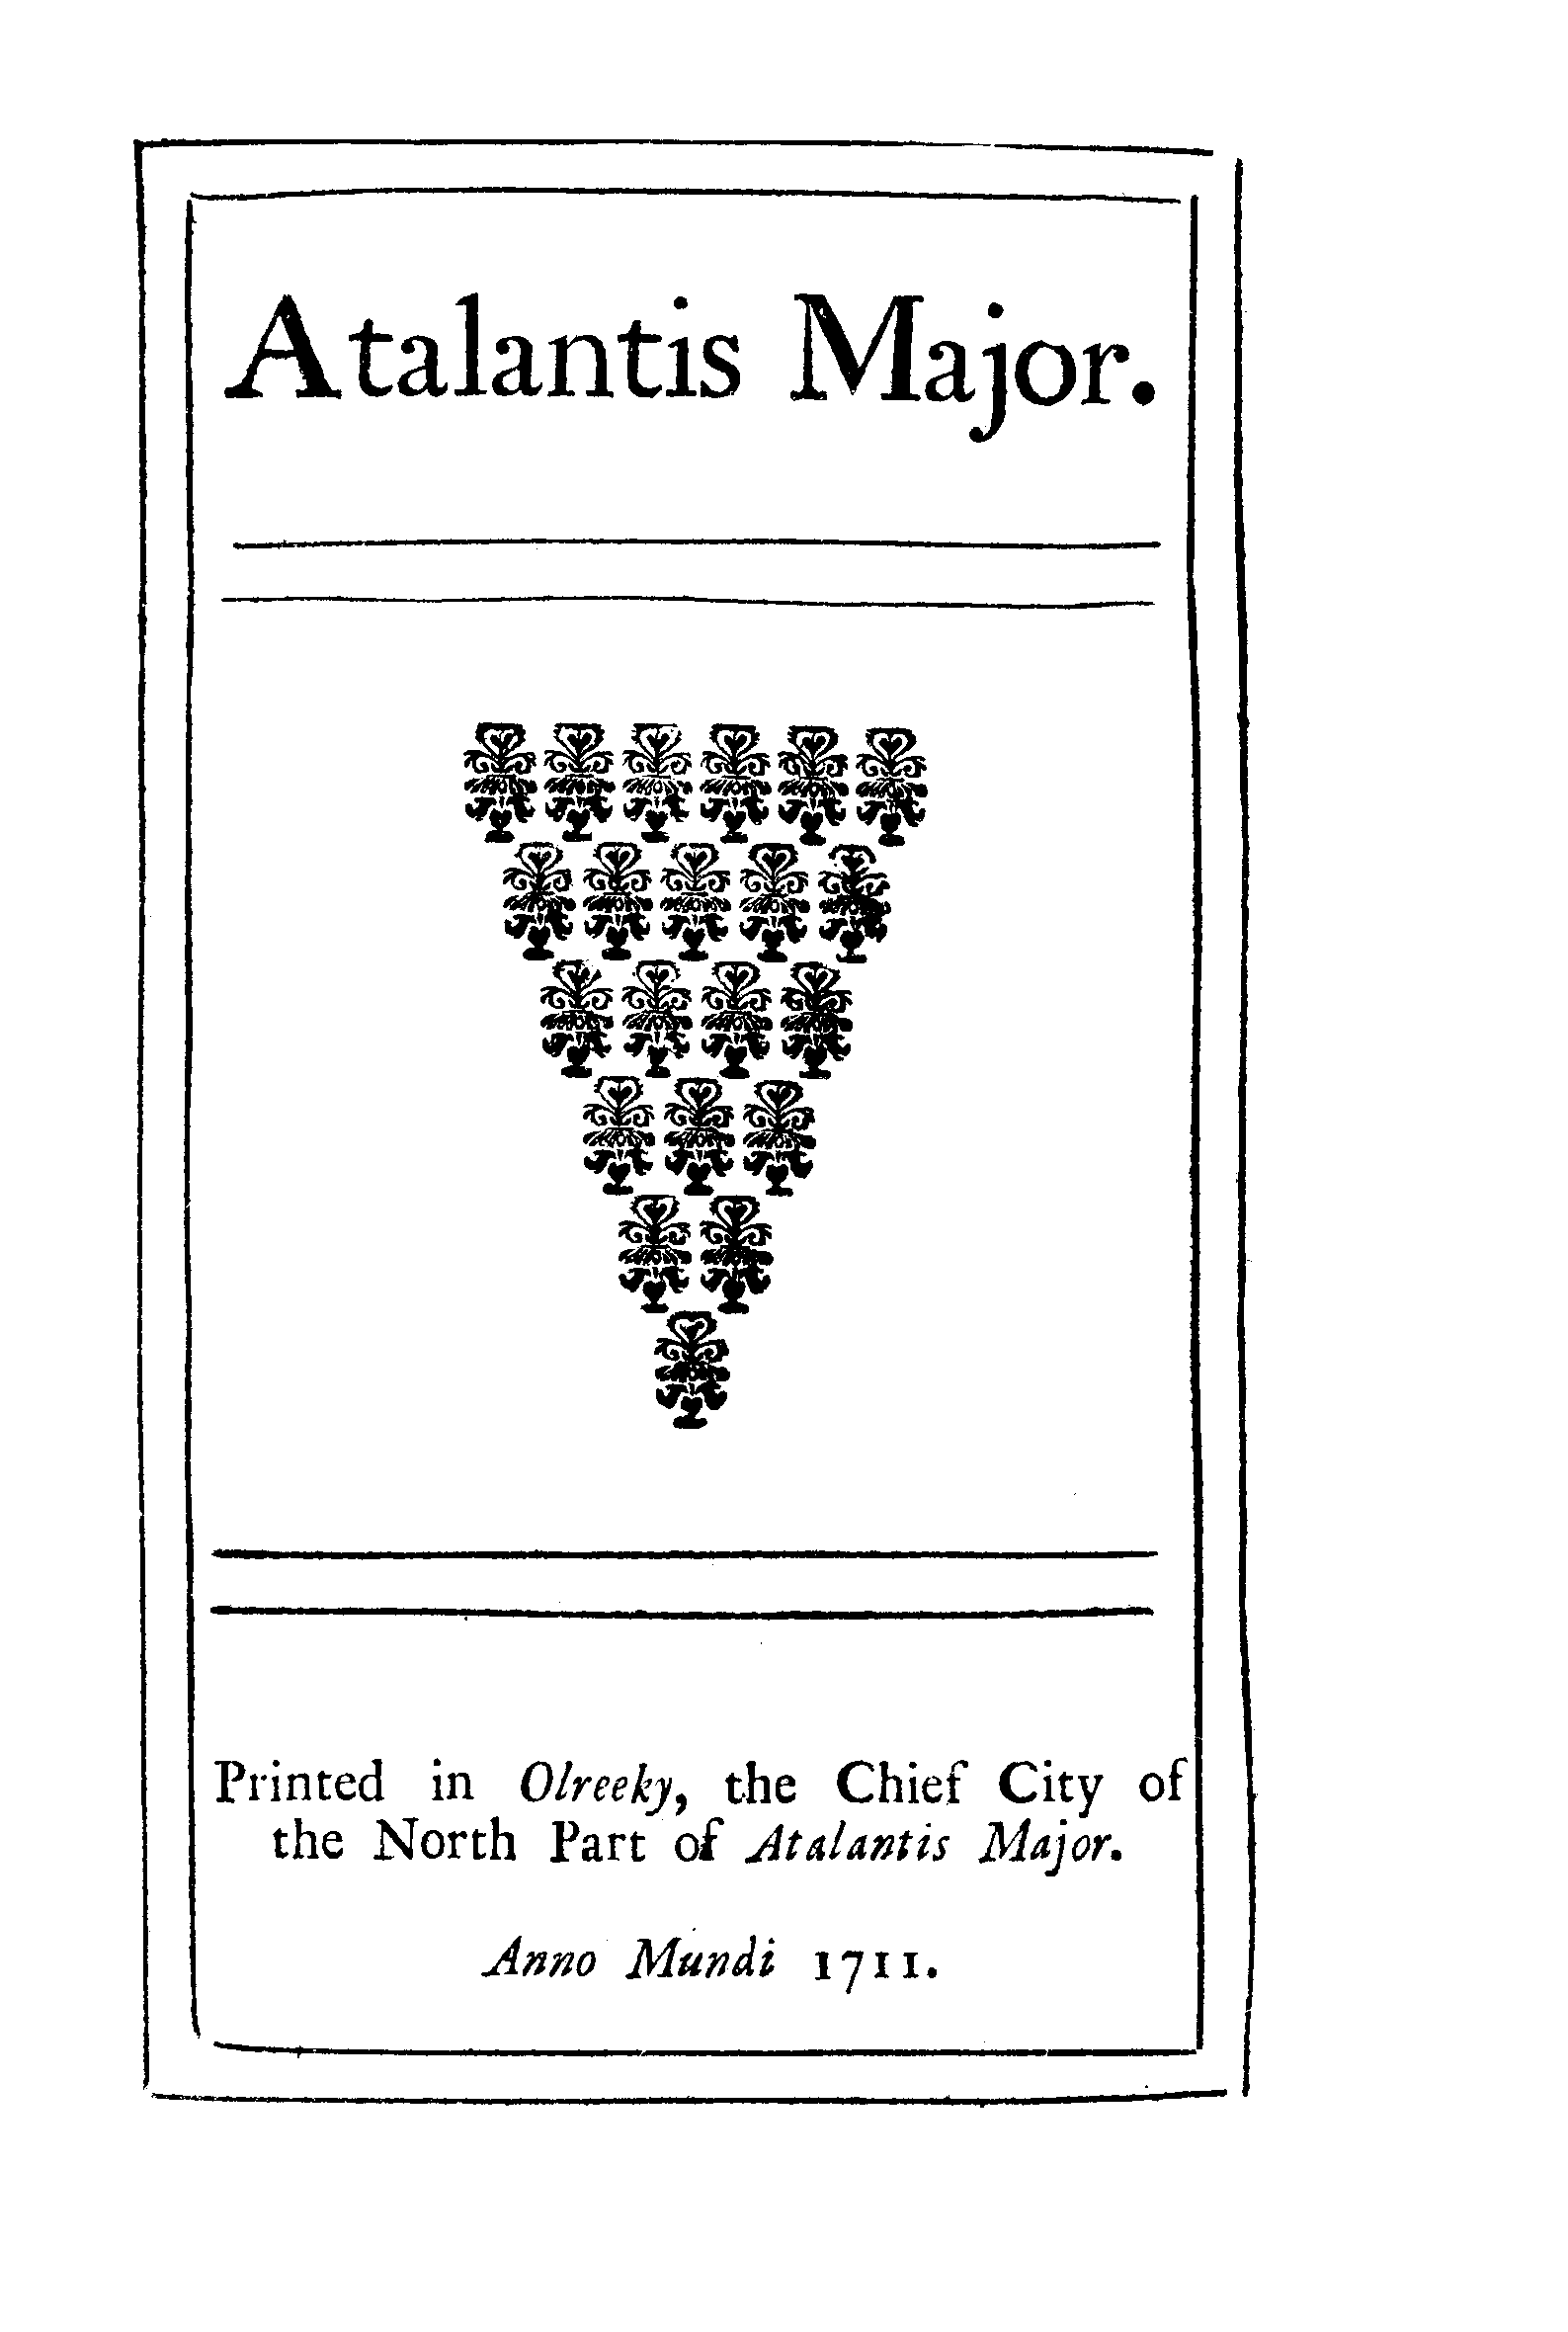 Atalantis Major.
Printed in Olreeky, the Chief City of
the North Part of Atalantis Major.
Anno Mundi 1711.